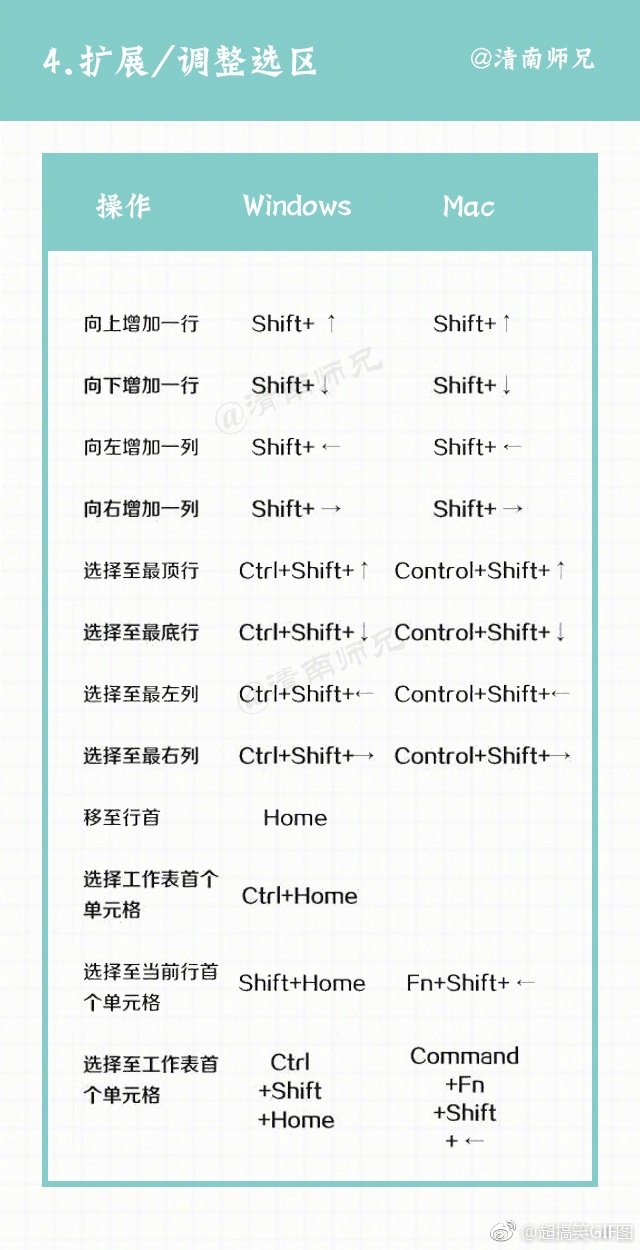 4.扩展/调整选区 @清南师兄
操作 Windows Mac
向上增加一行 Shift+ ↑ Shift+ ↑
@清南师兄
向下增加一行 Shift+↓ Shift+↓
向左增加一列 Shift+ ← Shift+ ←
向右增加一列 Shift+ → Shift+ →
选择至最顶行 Ctrl+Shift+↑ Control+Shift+↑
选择至最底行 Ctrl+Shift+↓ Control+Shift+↓
@清南师兄
选择至最左列 Ctrl+Shift+← Control+Shift+←
选择至最右列 Ctrl+Shift+→ Control+Shift+→
移至行首 Home
选择工作表首个
单元格
Ctrl+Home
选择至当前行首
个单元格
Shift+Home Fn+Shift+ ←
选择至工作表首
个单元格
Ctrl
+Shift
+Home
Command
+Fn
+Shift
+ ←
@超搞笑GIF图